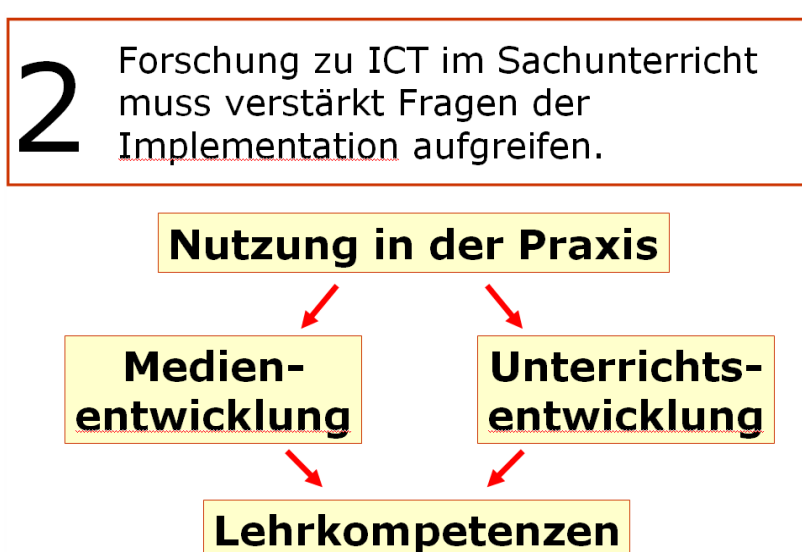 2
Forschung zu ICT im Sachunterricht
muss verstärkt Fragen der
Implementation aufgreifen.
Nutzung in der Praxis
Medien-
entwicklung
Unterrichts-
entwicklung
Lehrkompetenzen